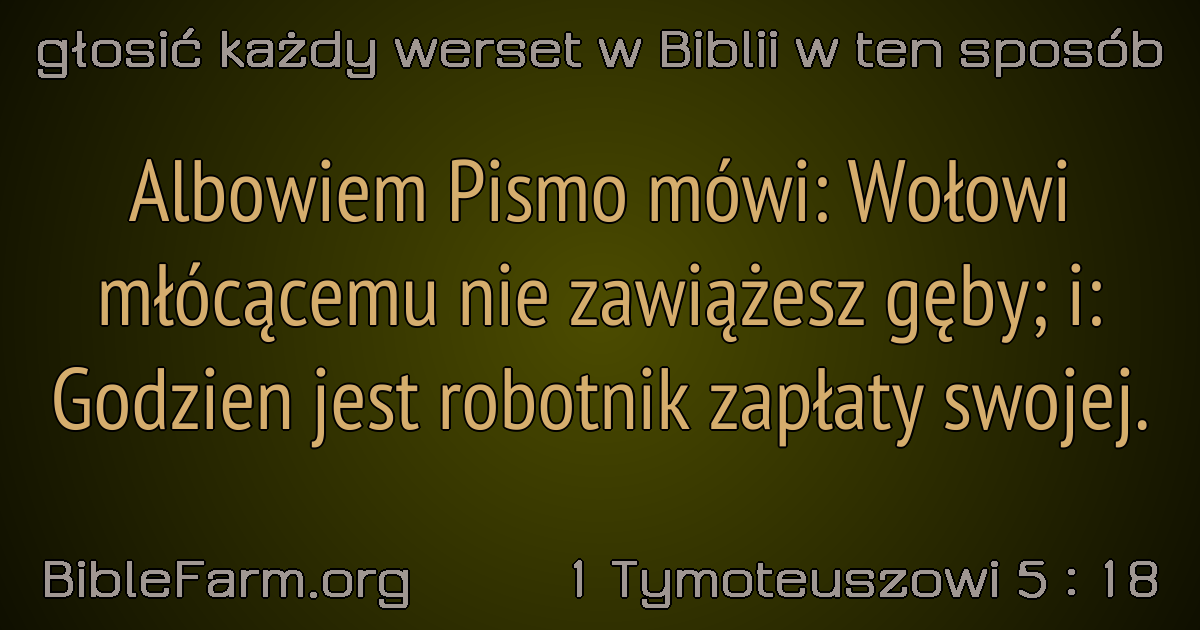 głosić każdy werset w Biblii w ten sposób
Albowiem Pismo mówi: Wołowi
młócącemu nie zawiążesz gęby; i:
Godzien jest robotnik zapłaty swojej.
BibleFarm.org
1 Tymoteuszowi 5 : 18